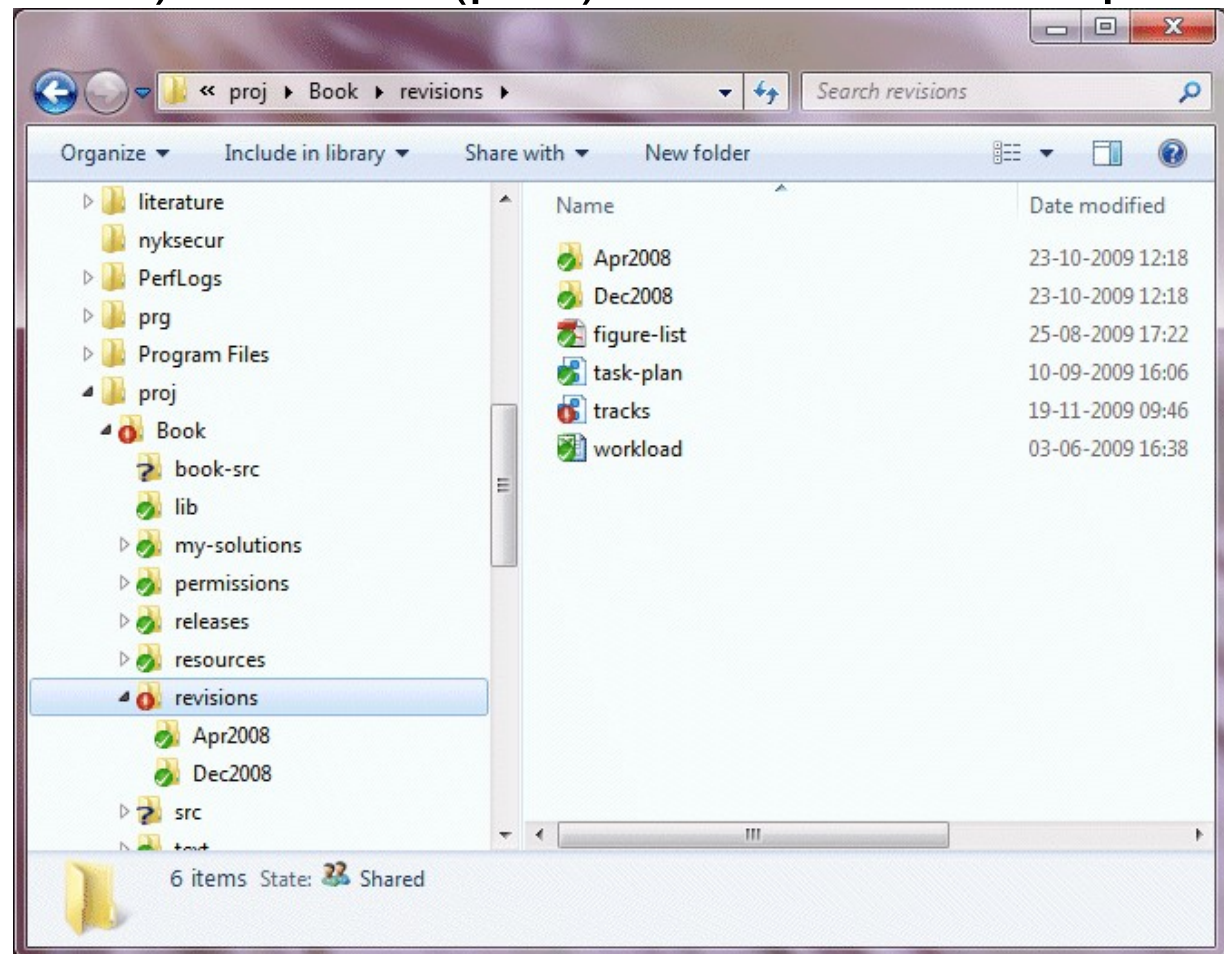 « proj ▸ Book ▸ revisions ▸
Search revisions
Organize ▾ Include in library ▾ Share with ▾ New folder
literature
nyksecur
PerfLogs
prg
Program Files
proj
Book
book-src
lib
my-solutions
permissions
releases
resources
revisions
Apr2008
Dec2008
src
text
Name Date modified
Apr2008 23-10-2009 12:18
Dec2008 23-10-2009 12:18
figure-list 25-08-2009 17:22
task-plan 10-09-2009 16:06
tracks 19-11-2009 09:46
workload 03-06-2009 16:38
6 items State: Shared